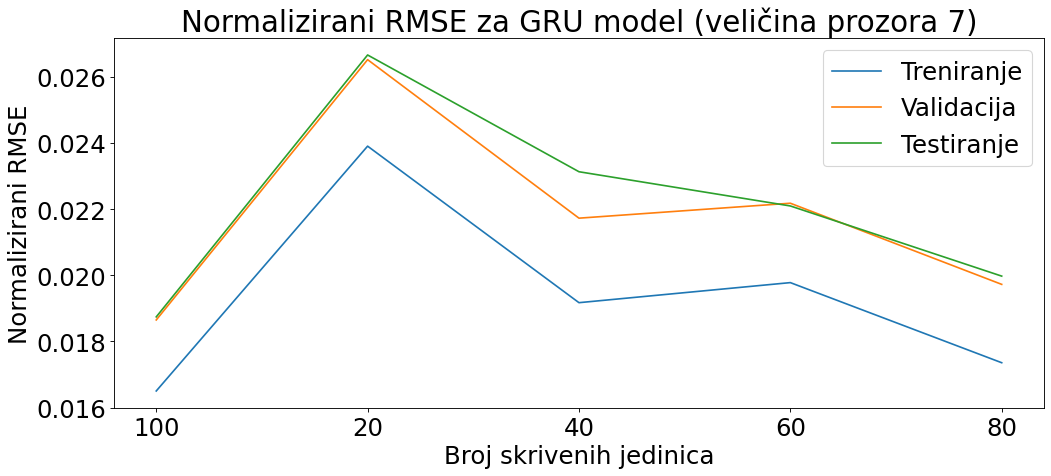 Normalizirani RMSE za GRU model (veličina prozora 7)
Normalizirani RMSE
0.026
0.024
0.022
0.020
0.018
0.016
Treniranje
Validacija
Testiranje
100 20 40 60 80
Broj skrivenih jedinica